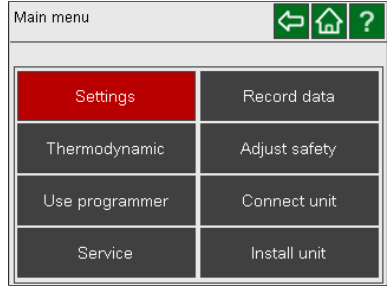 Main menu
?
Settings
Record data
Thermodynamic
Adjust safety
Use programmer
Connect unit
Service
Install unit